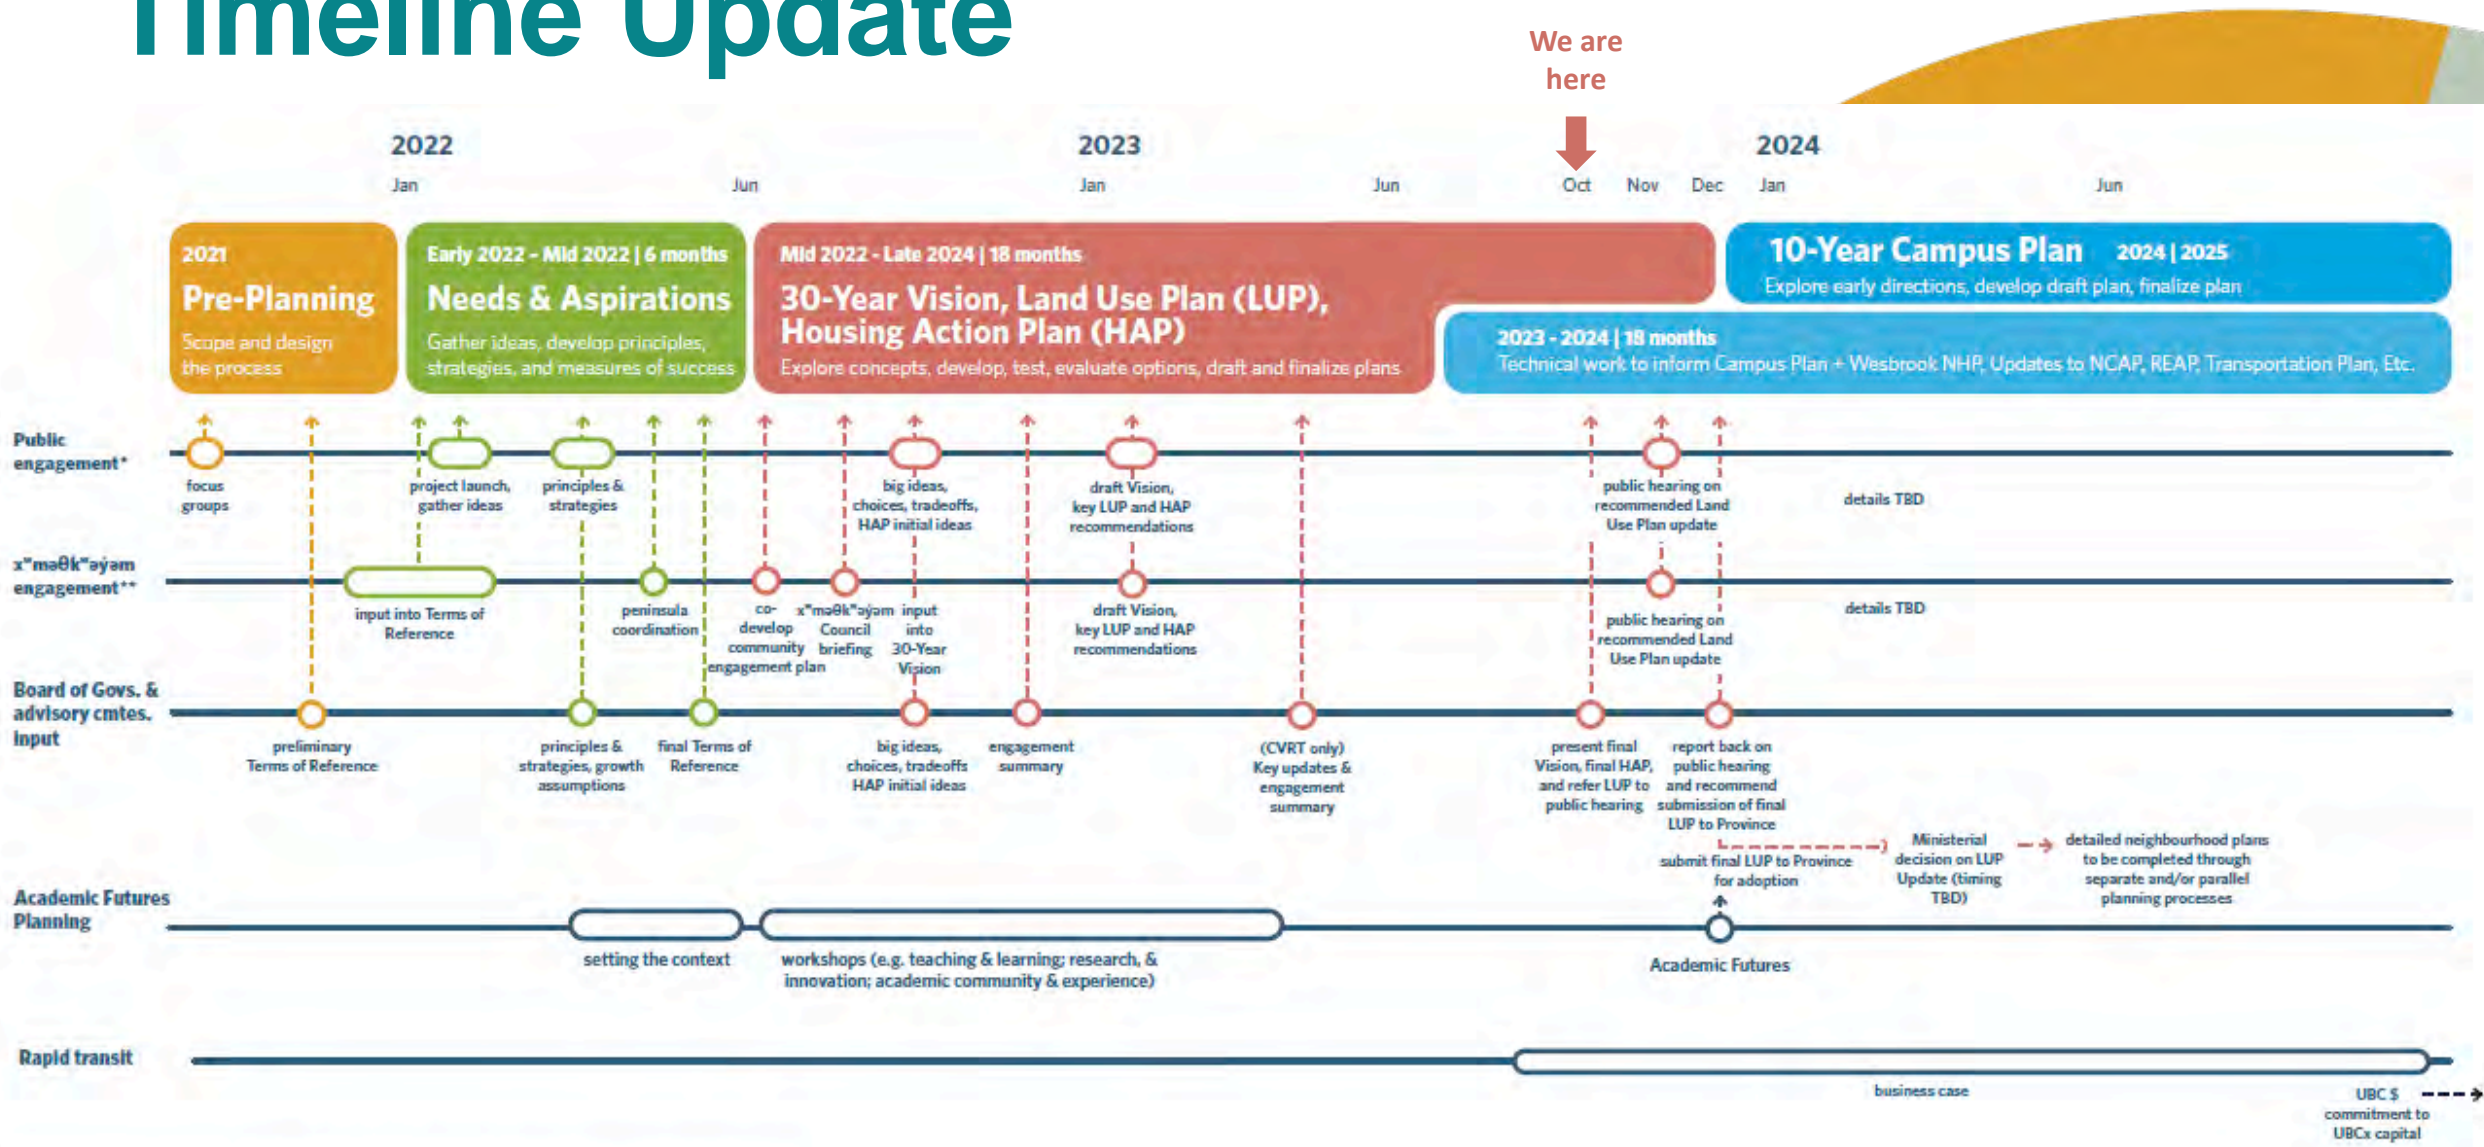 Timeline Update
We are
here
2022
2023
2024
Jan
Jun
Jan
Jun
Oct
Nov
Dec
Jan
Jun
2021
Pre-Planning
Scope and design
the process
Early 2022 - Mid 2022 | 6 months
Needs & Aspirations
Gather ideas, develop principles,
strategies, and measures of success
Mid 2022 - Late 2024 | 18 months
30-Year Vision, Land Use Plan (LUP),
Housing Action Plan (HAP)
Explore concepts, develop, test, evaluate options, draft and finalize plans
10-Year Campus Plan 2024 | 2025
Explore early directions, develop draft plan, finalize plan
2023 - 2024 | 18 months
Technical work to inform Campus Plan + Wesbrook NHP, Updates to NCAP, REAP, Transportation Plan, Etc.
Public
engagement*
focus
groups
project launch,
gather ideas
principles &
strategies
big ideas,
choices, tradeoffs,
HAP initial ideas
draft Vision,
key LUP and HAP
recommendations
public hearing on
recommended Land
Use Plan update
details TBD
xʷməθkʷəy̓əm
engagement**
input into Terms of
Reference
peninsula
coordination
co-
develop
community
engagement plan
xʷməθkʷəy̓əm
Council
briefing
input
into
30-Year
Vision
draft Vision,
key LUP and HAP
recommendations
public hearing on
recommended Land
Use Plan update
details TBD
Board of Govs. &
advisory cmtes.
input
preliminary
Terms of Reference
principles &
strategies, growth
assumptions
final Terms of
Reference
big ideas,
choices, tradeoffs
HAP initial ideas
engagement
summary
(CVRT only)
Key updates &
engagement
summary
present final
Vision, final HAP,
and refer LUP to
public hearing
report back on
public hearing
and recommend
submission of final
LUP to Province
submit final LUP to Province
for adoption
Ministerial
decision on LUP
Update (timing
TBD)
detailed neighbourhood plans
to be completed through
separate and/or parallel
planning processes
Academic Futures
Planning
setting the context
workshops (e.g. teaching & learning; research, &
innovation; academic community & experience)
Academic Futures
Rapid transit
business case
UBC $
commitment to
UBCx capital